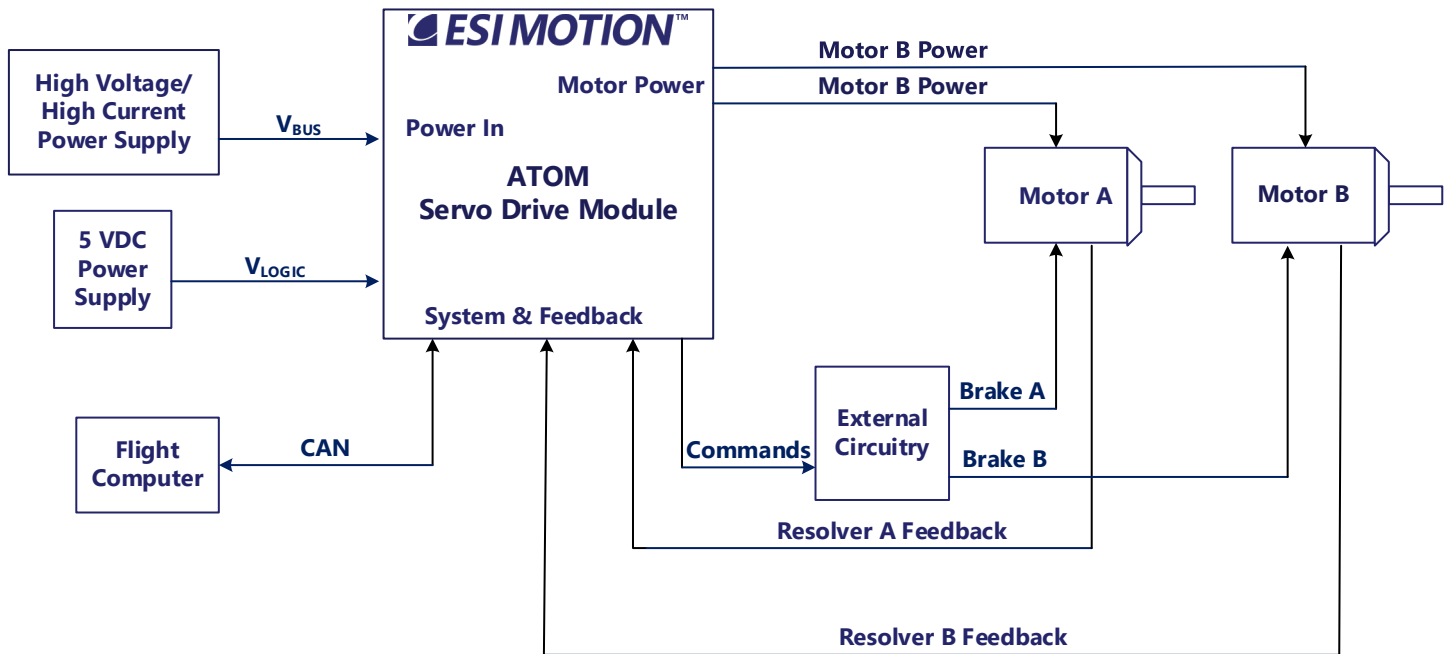 ESI MOTION™
Motor B Power
Motor Power
Motor B Power
High Voltage/
High Current
Power Supply
VBUS
Power In
ATOM
Servo Drive Module
Motor A
Motor B
5 VDC
Power
Supply
VLOGIC
System & Feedback
Brake A
External
Circuitry
Flight
Computer
CAN
Commands
Brake B
Resolver A Feedback
Resolver B Feedback